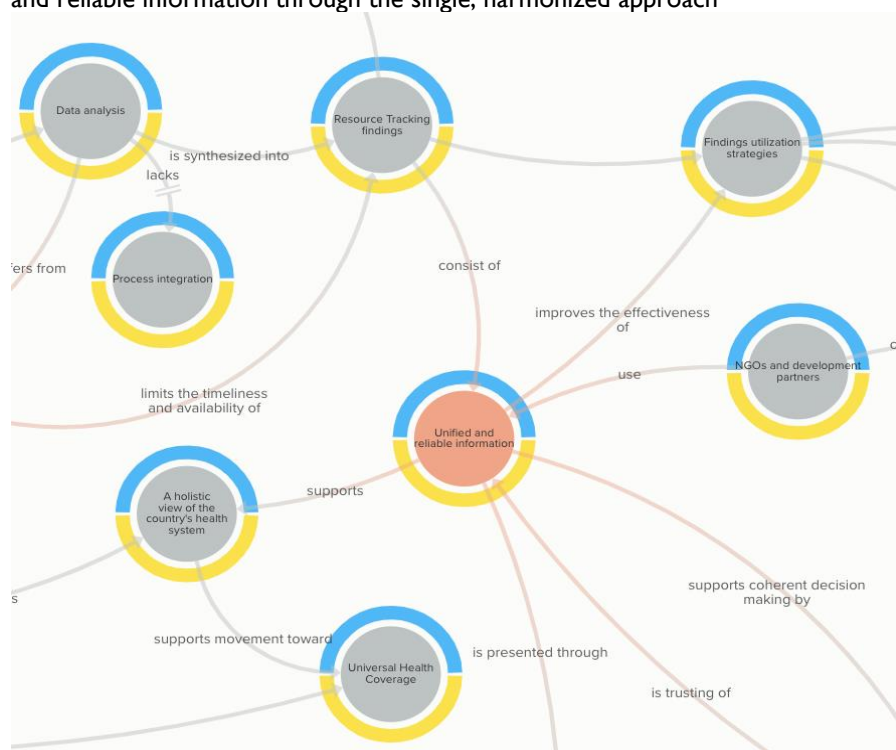 and reliable information through the single, harmonized approach
Data analysis
Resource Tracking
findings
Findings utilization
strategies
is synthesized into
lacks
fers from
Process integration
consist of
improves the effectiveness
of
use
NGOs and development
partners
c
limits the timeliness
and availability of
Unified and
reliable information
supports
A holistic
view of the
country's health
system
s
supports coherent decision
making by
supports movement toward
is presented through
Universal Health
Coverage
is trusting of